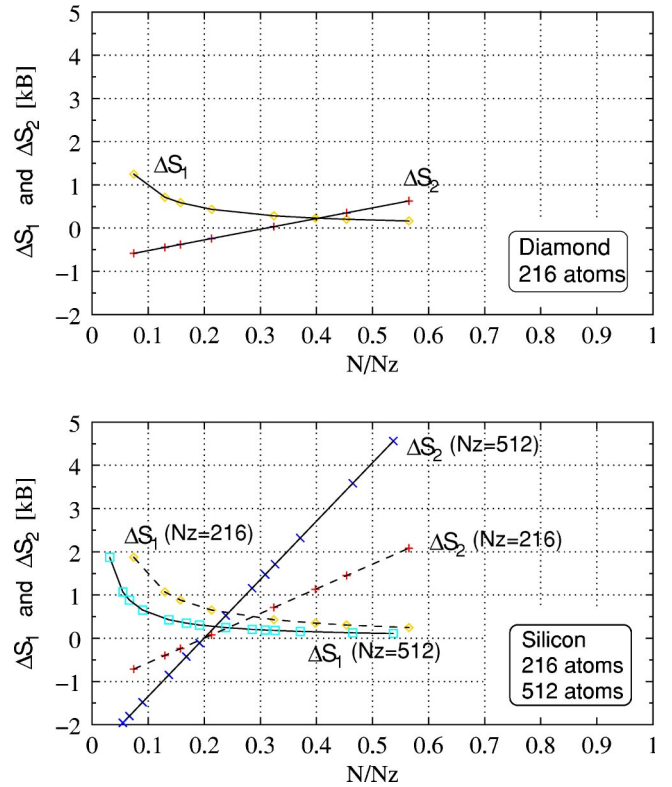 ΔS1 and ΔS2 [kB]
5
4
3
2
1
0
−1
−2
ΔS1
ΔS2
Diamond
216 atoms
0 0.1 0.2 0.3 0.4 0.5 0.6 0.7 0.8 0.9 1
N/Nz
ΔS1 and ΔS2 [kB]
5
4
3
2
1
0
−1
−2
ΔS2 (Nz=512)
ΔS1 (Nz=216)
ΔS2 (Nz=216)
ΔS1 (Nz=512)
Silicon
216 atoms
512 atoms
0 0.1 0.2 0.3 0.4 0.5 0.6 0.7 0.8 0.9 1
N/Nz